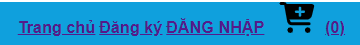 Trang chủ Đăng ký ĐĂNG NHẬP (0)